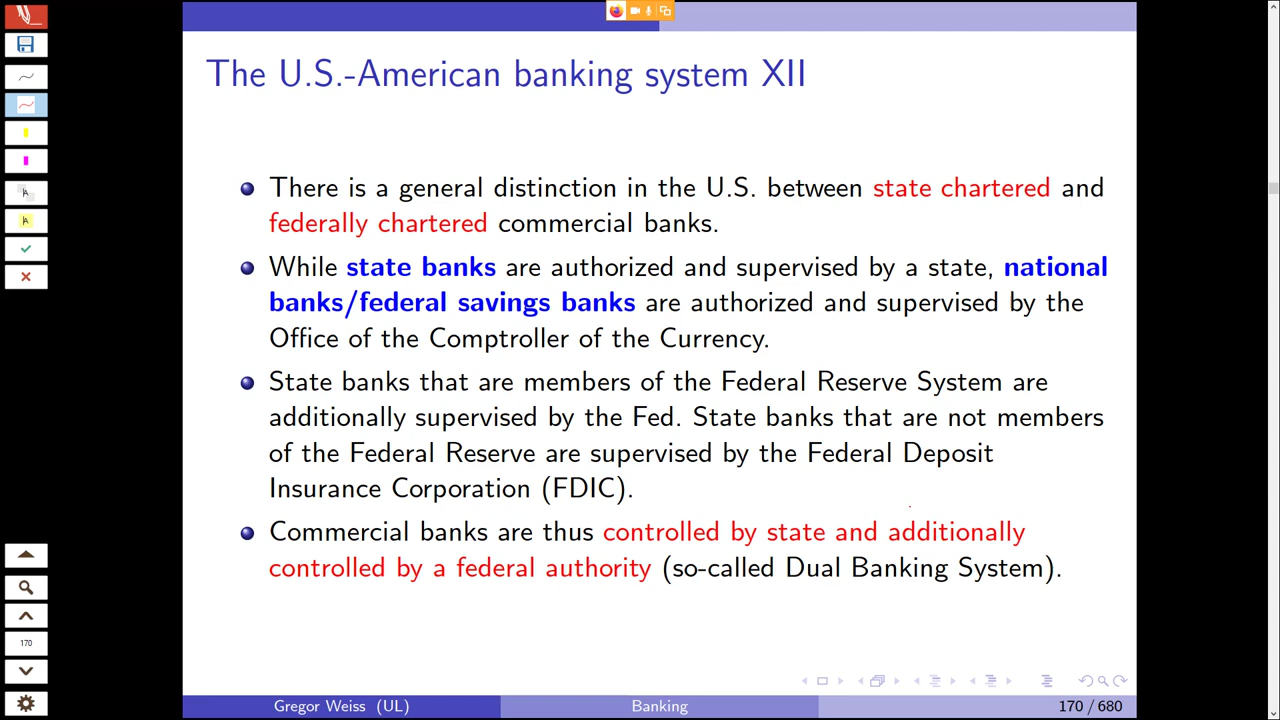 The U.S.-American banking system XII
There is a general distinction in the U.S. between state chartered and
federally chartered commercial banks.
While state banks are authorized and supervised by a state, national
banks/federal savings banks are authorized and supervised by the
Office of the Comptroller of the Currency.
State banks that are members of the Federal Reserve System are
additionally supervised by the Fed. State banks that are not members
of the Federal Reserve are supervised by the Federal Deposit
Insurance Corporation (FDIC).
Commercial banks are thus controlled by state and additionally
controlled by a federal authority (so-called Dual Banking System).
170
Gregor Weiss (UL)
Banking
170 / 680